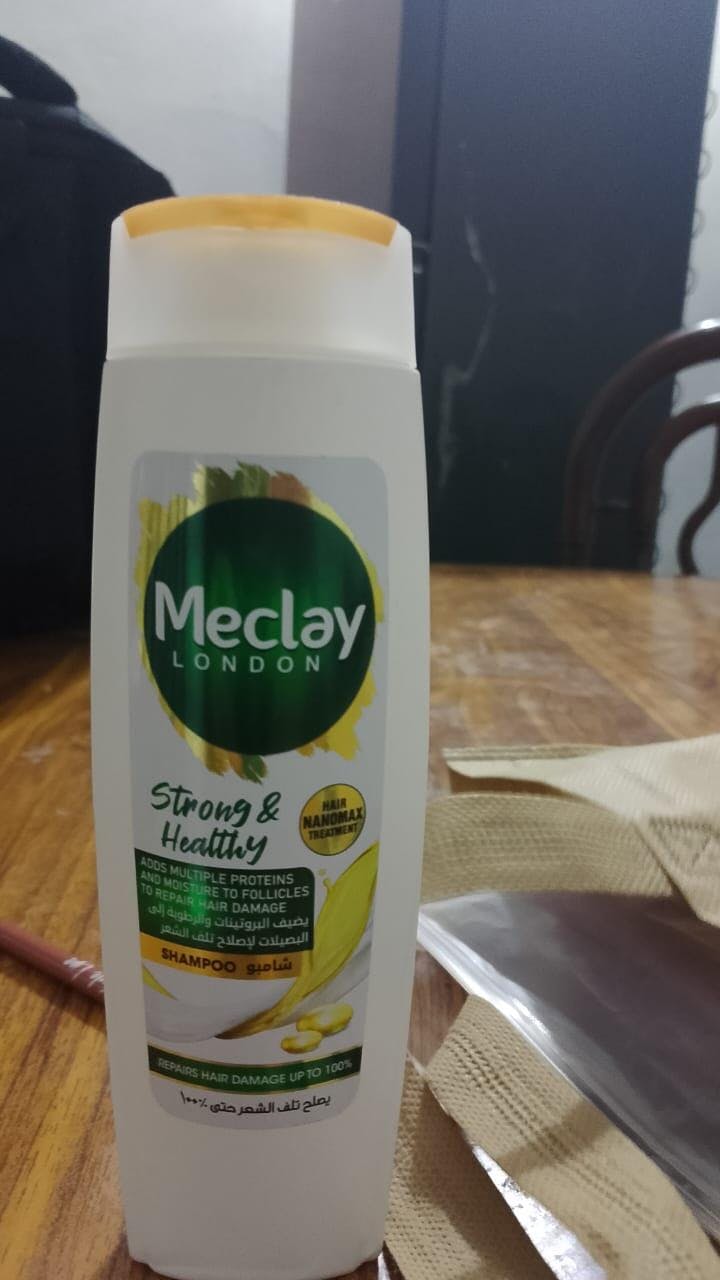 Meclay
LONDON
Strong &
Healthy
HAIR
NANOMAX
TREATMENT
ADDS MULTIPLE PROTEINS
AND MOISTURE TO FOLLICLES
TO REPAIR HAIR DAMAGE
يضيف البروتينات والرطوبة إلى
البصيلات لإصلاح تلف الشعر
SHAMPOO شامبو
REPAIRS HAIR DAMAGE UP TO 100%
يصلح تلف الشعر حتى ١٠٠٪